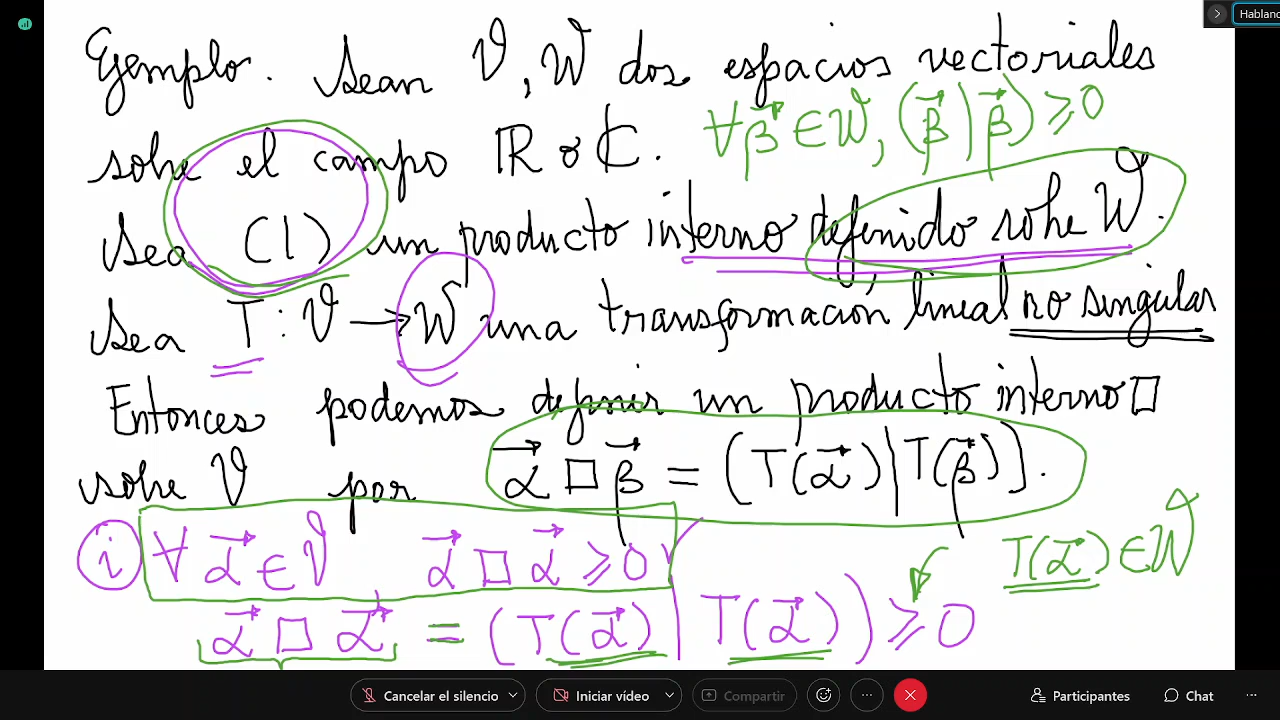 Ejemplo. Sean V, W dos espacios vectoriales
sobre el campo ℝ o ℂ.
∀β⃗ ∈ W, (β⃗ | β⃗) ≥ 0
Sea ( | ) un producto interno definido sobre W.
Sea T : V → W una transformación lineal no singular
Entonces podemos definir un producto interno □
sobre V por α⃗ □ β⃗ = (T(α⃗) | T(β⃗)).
i ∀ α⃗ ∈ V α⃗ □ α⃗ ≥ 0 ✓
T(α⃗) ∈ W
α⃗ □ α⃗ = (T(α⃗) | T(α⃗)) ≥ 0
Hablando
Cancelar el silencio
Iniciar vídeo
Compartir
Participantes
Chat